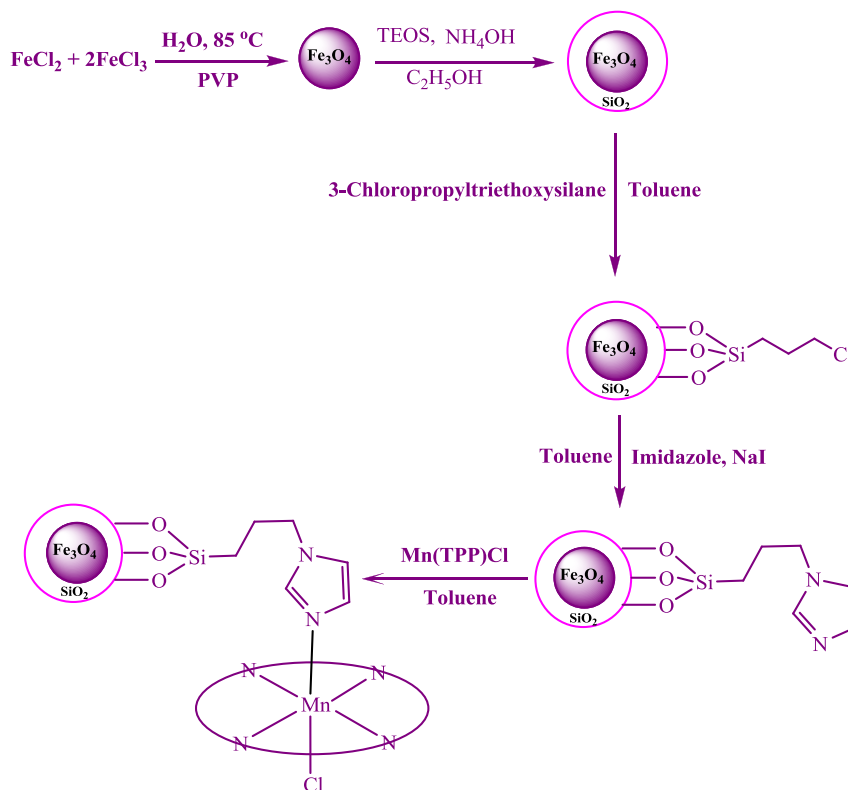 FeCl2 + 2FeCl3
H2O, 85 °C
PVP
Fe3O4
TEOS, NH4OH
C2H5OH
Fe3O4
SiO2
3-Chloropropyltriethoxysilane Toluene
Fe3O4
SiO2
O
O
O
Si
C
Toluene Imidazole, NaI
Fe3O4
SiO2
O
O
O
Si
N
N
Mn(TPP)Cl
Toluene
Fe3O4
SiO2
O
O
O
Si
N
N
N
N
Mn
N
N
Cl